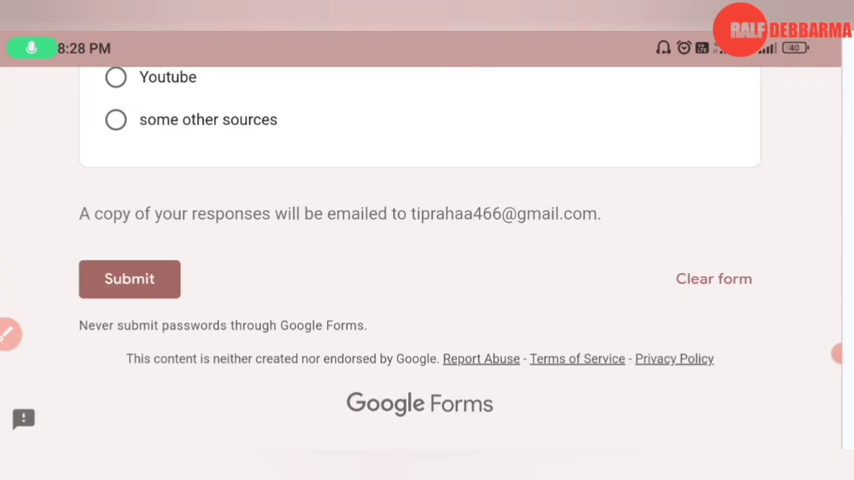 RALF DEBBARMA
8:28 PM
40
Youtube
some other sources
A copy of your responses will be emailed to tiprahaa466@gmail.com.
Submit
Clear form
Never submit passwords through Google Forms.
This content is neither created nor endorsed by Google. Report Abuse - Terms of Service - Privacy Policy
Google Forms